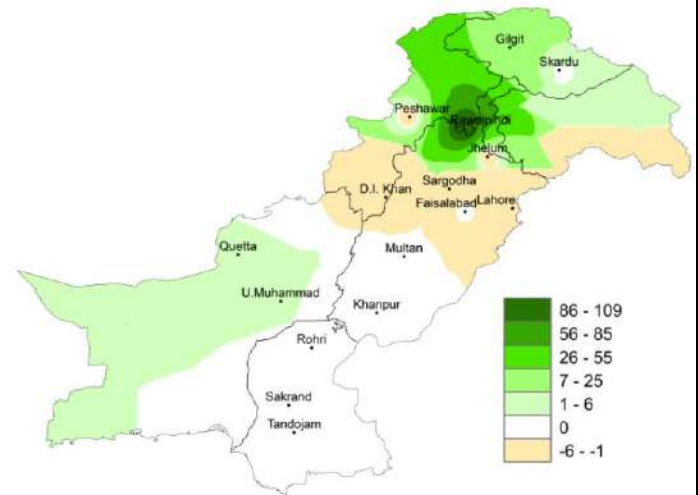 Gilgit
Skardu
Peshawar
Rawalpindi
Jhelum
Sargodha
D.I. Khan
Faisalabad
Lahore
Quetta
Multan
U.Muhammad
Khanpur
Rohri
Sakrand
Tandojam
86 - 109
56 - 85
26 - 55
7 - 25
1 - 6
0
-6 - -1